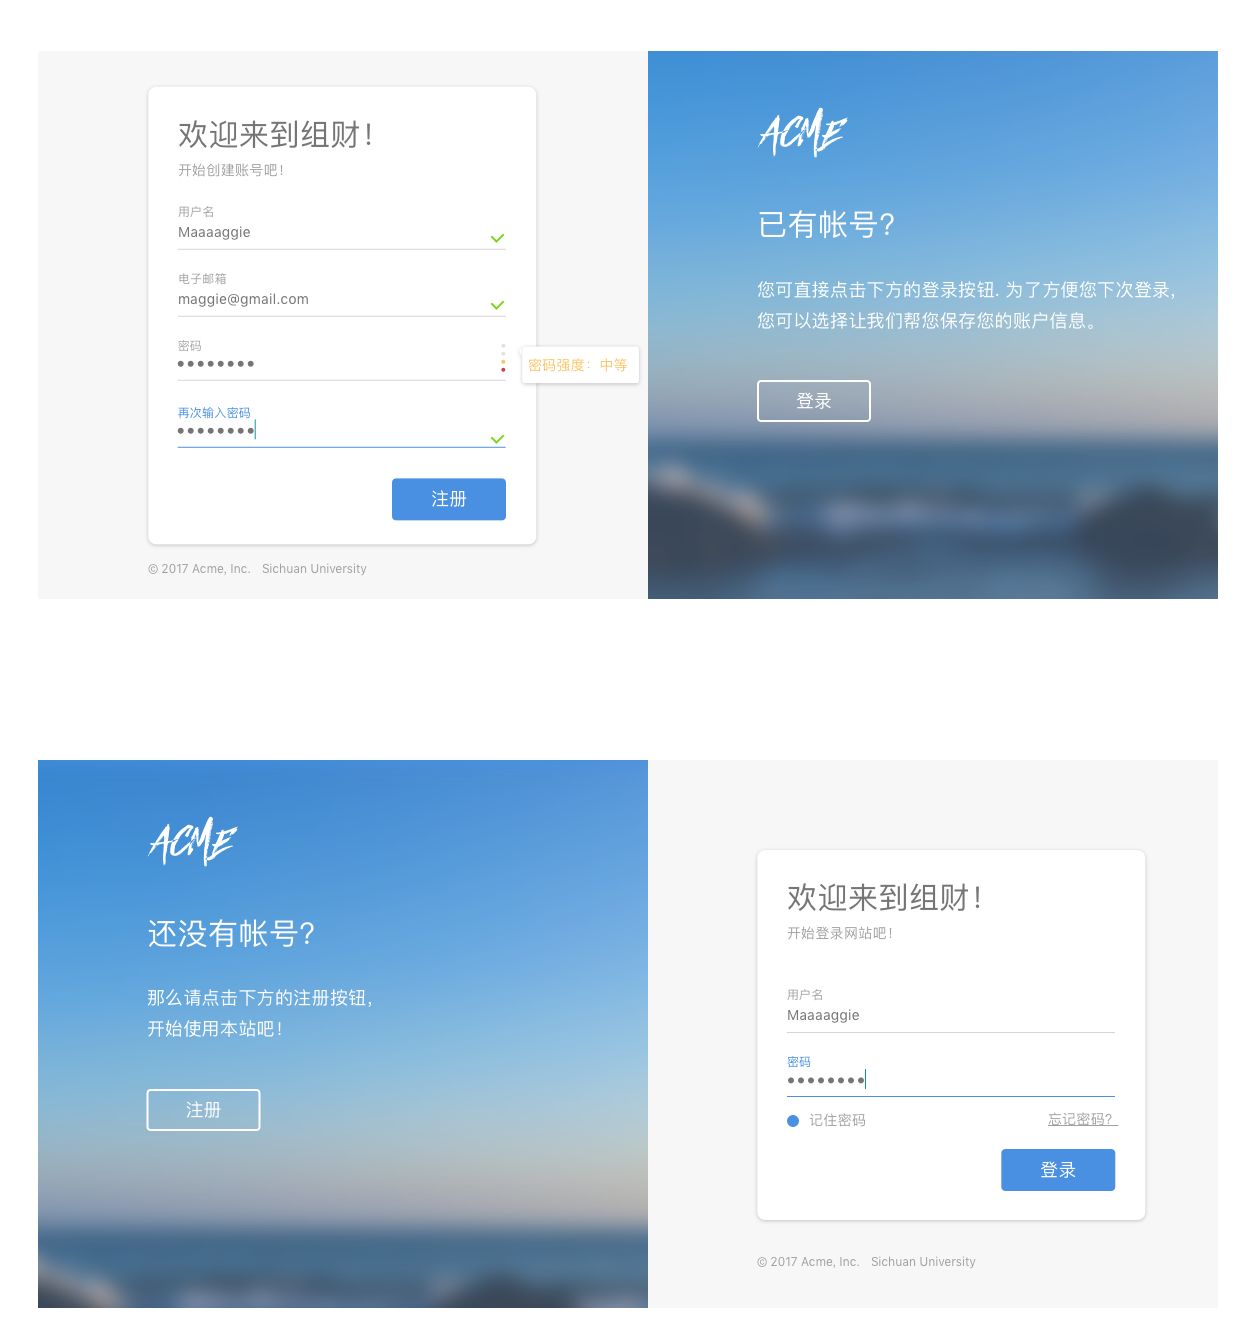 欢迎来到组财！
开始创建账号吧！
用户名
Maaaaggie
电子邮箱
maggie@gmail.com
密码
••••••••
密码强度：中等
再次输入密码
••••••••
注册
© 2017 Acme, Inc. Sichuan University
ACME
已有帐号？
您可直接点击下方的登录按钮. 为了方便您下次登录,
您可以选择让我们帮您保存您的账户信息。
登录
ACME
还没有帐号？
那么请点击下方的注册按钮,
开始使用本站吧！
注册
欢迎来到组财！
开始登录网站吧！
用户名
Maaaaggie
密码
••••••••
记住密码
忘记密码？
登录
© 2017 Acme, Inc. Sichuan University